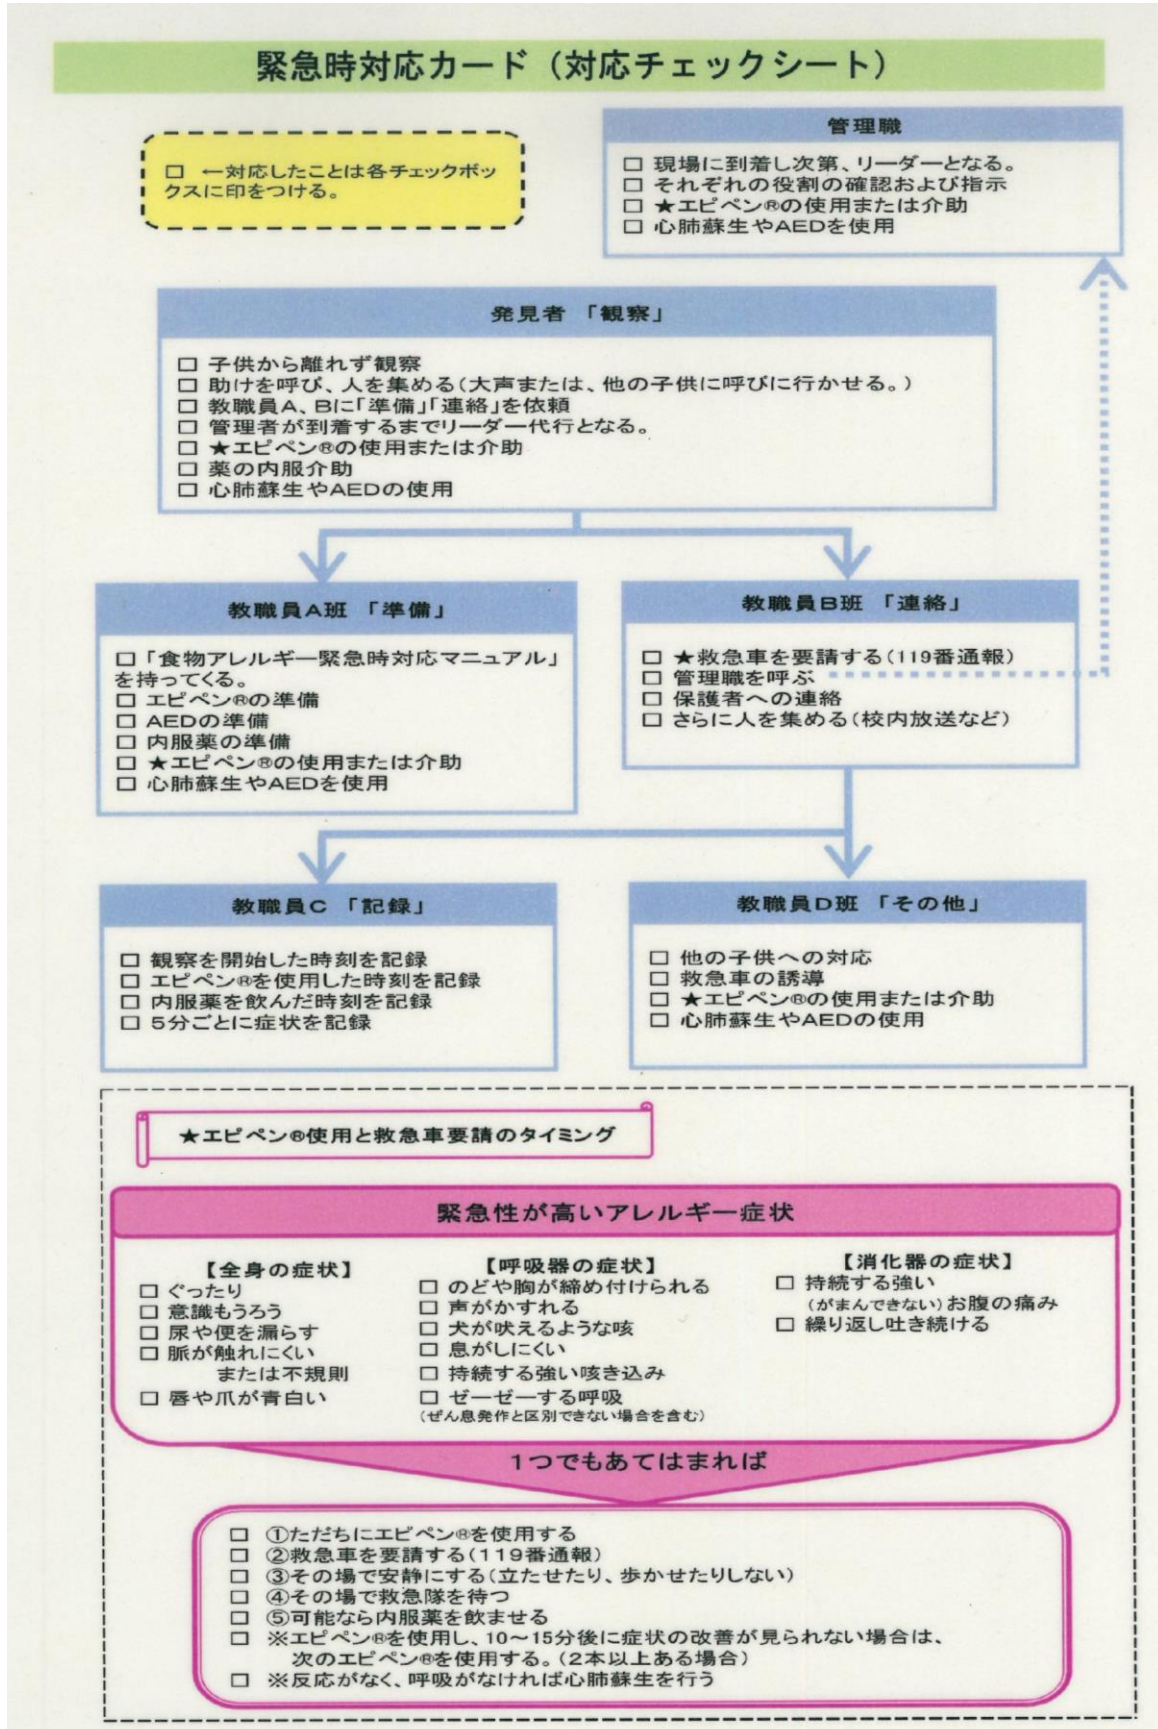 緊急時対応カード（対応チェックシート）
□ ←対応したことは各チェックボッ
クスに印をつける。
管理職
□ 現場に到着し次第、リーダーとなる。
□ それぞれの役割の確認および指示
□ ★エピペン®の使用または介助
□ 心肺蘇生やAEDを使用
発見者 「観察」
□ 子供から離れず観察
□ 助けを呼び、人を集める(大声または、他の子供に呼びに行かせる。)
□ 教職員A、Bに「準備」「連絡」を依頼
□ 管理者が到着するまでリーダー代行となる。
□ ★エピペン®の使用または介助
□ 薬の内服介助
□ 心肺蘇生やAEDの使用
教職員A班 「準備」
□「食物アレルギー緊急時対応マニュアル」
を持ってくる。
□ エピペン®の準備
□ AEDの準備
□ 内服薬の準備
□ ★エピペン®の使用または介助
□ 心肺蘇生やAEDを使用
教職員B班 「連絡」
□ ★救急車を要請する(119番通報)
□ 管理職を呼ぶ
□ 保護者への連絡
□ さらに人を集める(校内放送など)
教職員C 「記録」
□ 観察を開始した時刻を記録
□ エピペン®を使用した時刻を記録
□ 内服薬を飲んだ時刻を記録
□ 5分ごとに症状を記録
教職員D班 「その他」
□ 他の子供への対応
□ 救急車の誘導
□ ★エピペン®の使用または介助
□ 心肺蘇生やAEDの使用
★エピペン®使用と救急車要請のタイミング
緊急性が高いアレルギー症状
【全身の症状】
□ ぐったり
□ 意識もうろう
□ 尿や便を漏らす
□ 脈が触れにくい
または不規則
□ 唇や爪が青白い
【呼吸器の症状】
□ のどや胸が締め付けられる
□ 声がかすれる
□ 犬が吠えるような咳
□ 息がしにくい
□ 持続する強い咳き込み
□ ゼーゼーする呼吸
(ぜん息発作と区別できない場合を含む)
【消化器の症状】
□ 持続する強い
(がまんできない)お腹の痛み
□ 繰り返し吐き続ける
1つでもあてはまれば
□ ①ただちにエピペン®を使用する
□ ②救急車を要請する(119番通報)
□ ③その場で安静にする(立たせたり、歩かせたりしない)
□ ④その場で救急隊を待つ
□ ⑤可能なら内服薬を飲ませる
□ ※エピペン®を使用し、10～15分後に症状の改善が見られない場合は、
次のエピペン®を使用する。(2本以上ある場合)
□ ※反応がなく、呼吸がなければ心肺蘇生を行う